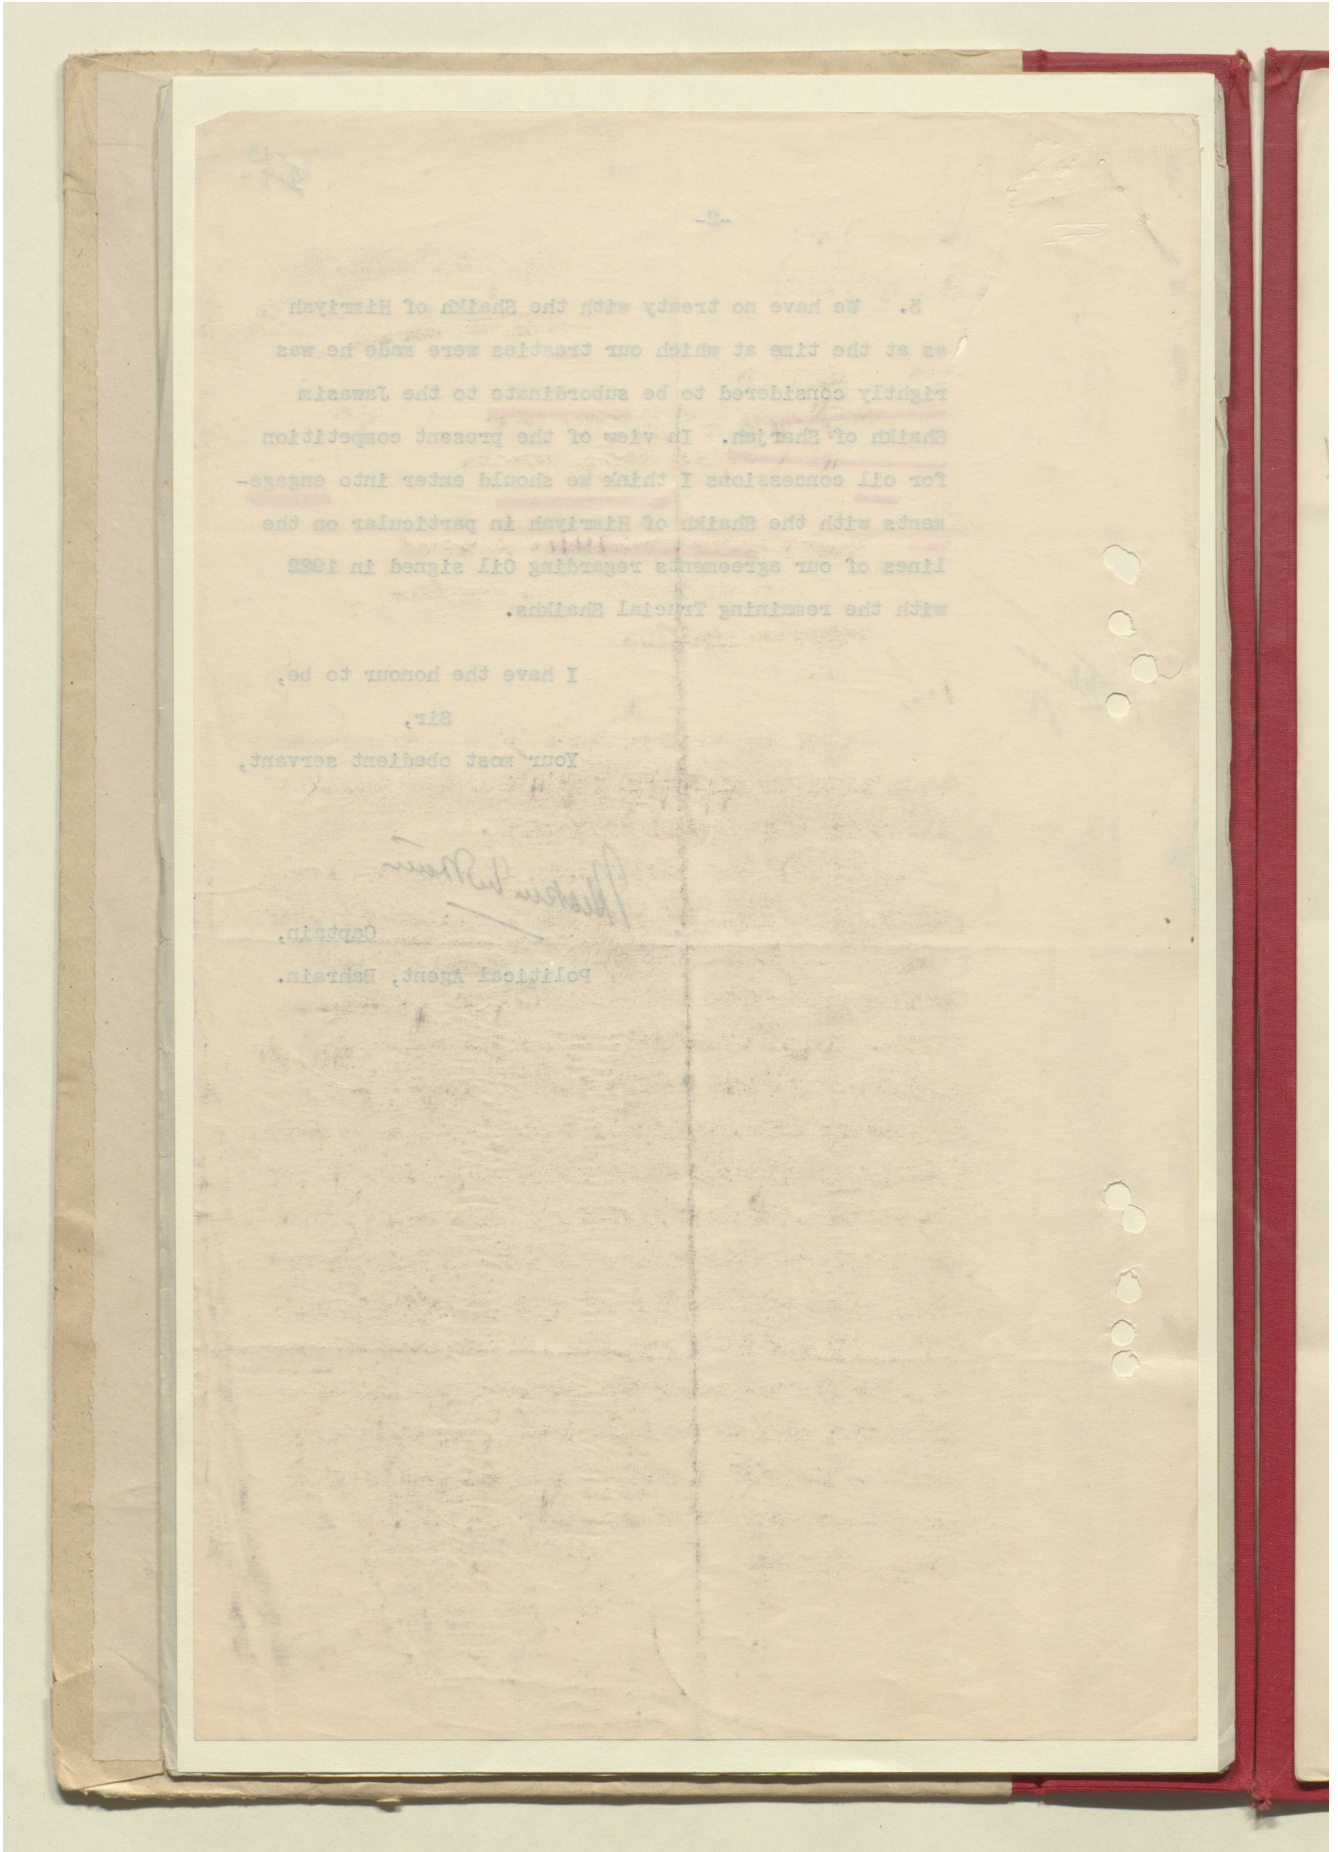 -2-
3. We have no treaty with the Shaikh of Himriyah
as at the time at which our treaties were made he was
rightly considered to be subordinate to the Jawasim
Shaikh of Sharjah. In view of the present competition
for oil concessions I think we should enter into engage-
ments with the Shaikh of Himriyah in particular on the
lines of our agreements regarding Oil signed in 1922
with the remaining Trucial Shaikhs.
I have the honour to be,
Sir,
Your most obedient servant,
Captain,
Political Agent, Bahrain.